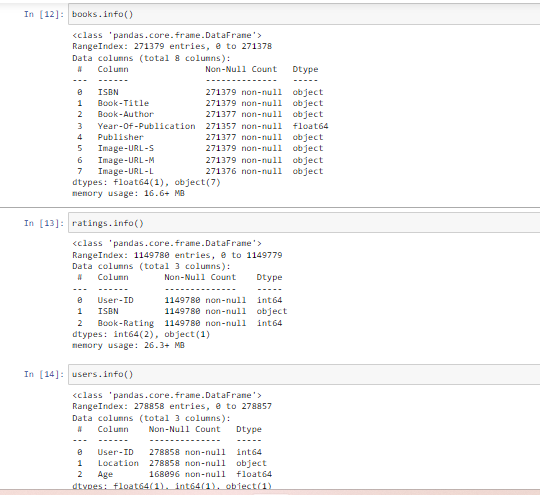 In [12]: books.info()
<class 'pandas.core.frame.DataFrame'>
RangeIndex: 271379 entries, 0 to 271378
Data columns (total 8 columns):
#   Column               Non-Null Count   Dtype
---  ------               --------------   -----
0   ISBN                 271379 non-null  object
1   Book-Title           271379 non-null  object
2   Book-Author          271377 non-null  object
3   Year-Of-Publication  271357 non-null  float64
4   Publisher            271377 non-null  object
5   Image-URL-S          271379 non-null  object
6   Image-URL-M          271379 non-null  object
7   Image-URL-L          271376 non-null  object
dtypes: float64(1), object(7)
memory usage: 16.6+ MB
In [13]: ratings.info()
<class 'pandas.core.frame.DataFrame'>
RangeIndex: 1149780 entries, 0 to 1149779
Data columns (total 3 columns):
#   Column       Non-Null Count    Dtype
---  ------       --------------    -----
0   User-ID      1149780 non-null  int64
1   ISBN         1149780 non-null  object
2   Book-Rating  1149780 non-null  int64
dtypes: int64(2), object(1)
memory usage: 26.3+ MB
In [14]: users.info()
<class 'pandas.core.frame.DataFrame'>
RangeIndex: 278858 entries, 0 to 278857
Data columns (total 3 columns):
#   Column    Non-Null Count   Dtype
---  ------    --------------   -----
0   User-ID   278858 non-null  int64
1   Location  278858 non-null  object
2   Age       168096 non-null  float64
dtypes: float64(1), int64(1), object(1)